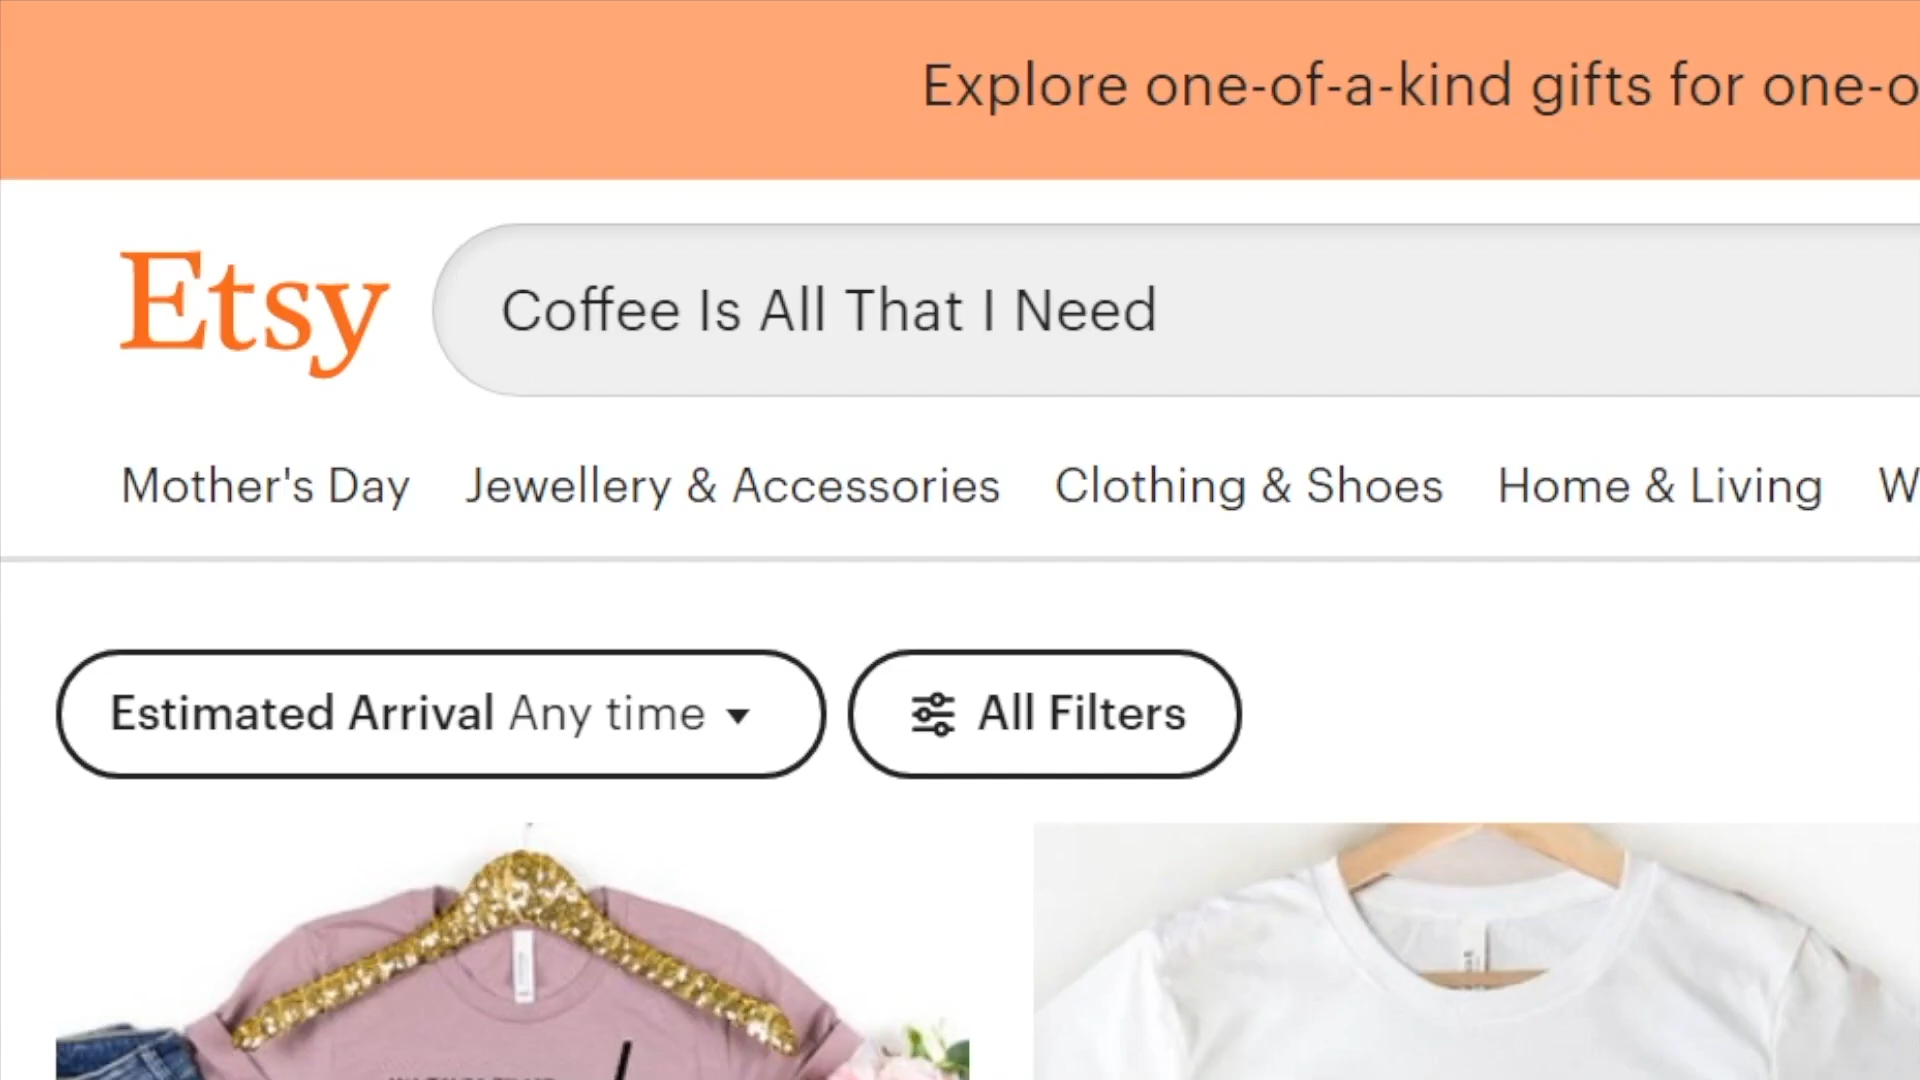 Explore one-of-a-kind gifts for one-o
Etsy
Coffee Is All That I Need
Mother's Day Jewellery & Accessories Clothing & Shoes Home & Living W
Estimated Arrival Any time All Filters